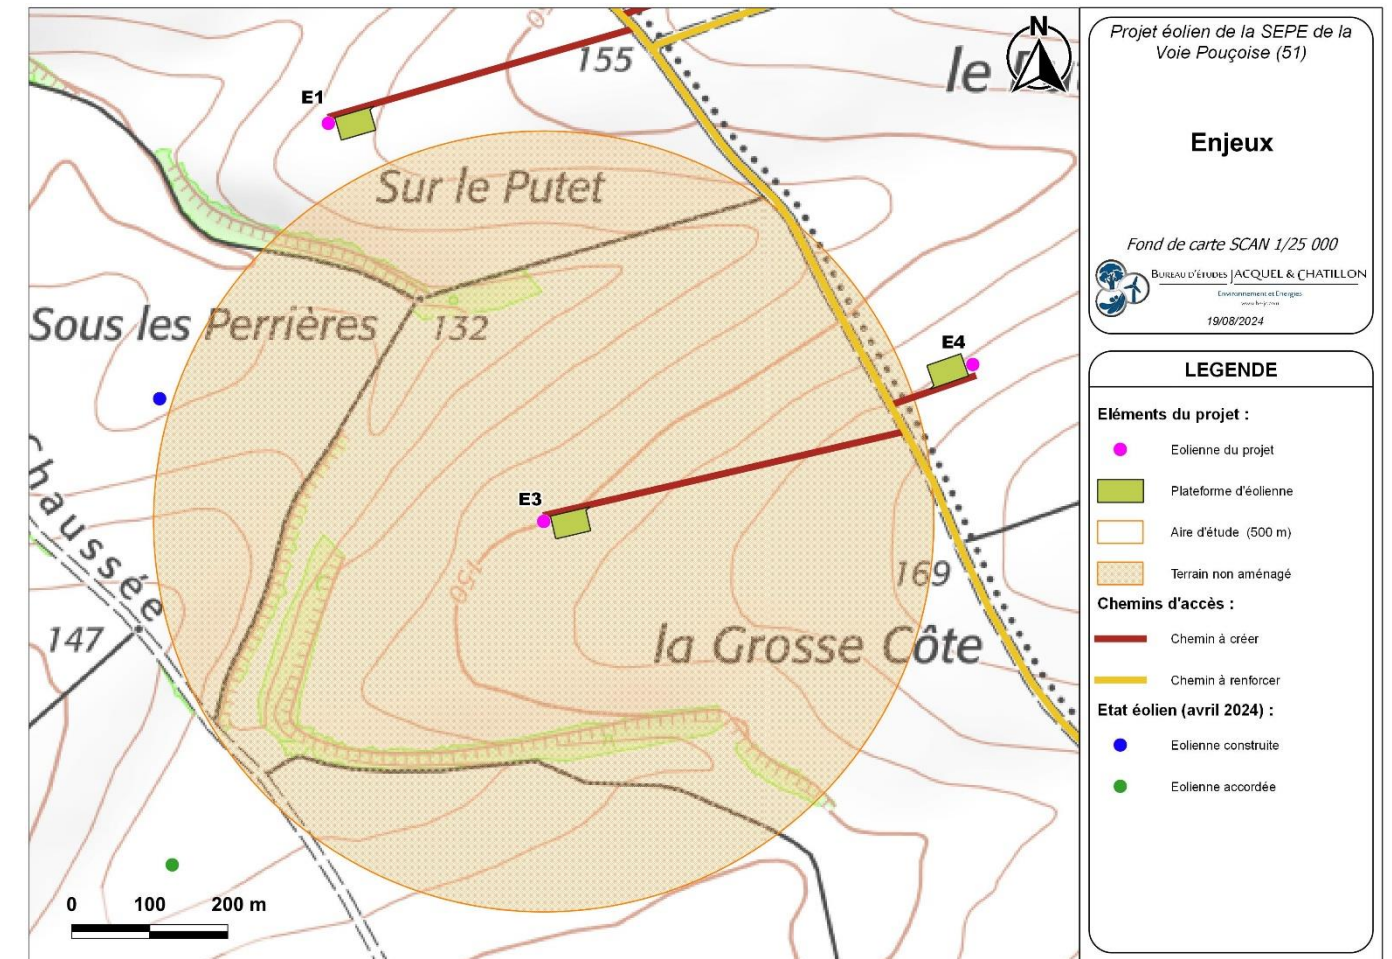 50
155
le
N
E1
Sur le Putet
Sous les Perrières
132
E4
E3
Chaussée
150
169
147
la Grosse Côte
0 100 200 m
Projet éolien de la SEPE de la
Voie Pouçoise (51)
Enjeux
Fond de carte SCAN 1/25 000
BUREAU D'ÉTUDES JACQUEL & CHATILLON
Environnement et Energies
19/08/2024
LEGENDE
Eléments du projet :
Eolienne du projet
Plateforme d'éolienne
Aire d'étude (500 m)
Terrain non aménagé
Chemins d'accès :
Chemin à créer
Chemin à renforcer
Etat éolien (avril 2024) :
Eolienne construite
Eolienne accordée